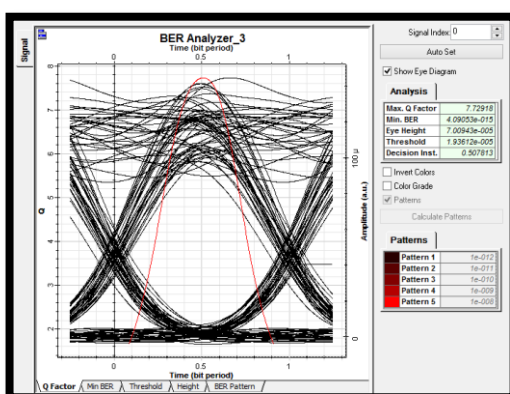 Signal
BER Analyzer_3
Time (bit period)
0 0.5 1
Q
8
7
6
5
4
3
2
Amplitude (a.u.)
100 µ
0
0 0.5 1
Time (bit period)
Q Factor Min BER Threshold Height BER Pattern
Signal Index: 0
Auto Set
Show Eye Diagram
Analysis
Max. Q Factor 7.72918
Min. BER 4.09053e-015
Eye Height 7.00943e-005
Threshold 1.93612e-005
Decision Inst. 0.507813
Invert Colors
Color Grade
Patterns
Calculate Patterns
Patterns
Pattern 1 1e-012
Pattern 2 1e-011
Pattern 3 1e-010
Pattern 4 1e-009
Pattern 5 1e-008